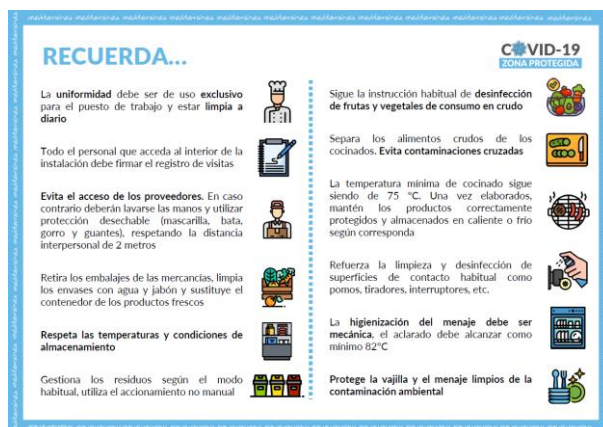 RECUERDA...
COVID-19
ZONA PROTEGIDA
La uniformidad debe ser de uso exclusivo
para el puesto de trabajo y estar limpia a
diario
Todo el personal que acceda al interior de la
instalación debe firmar el registro de visitas
Evita el acceso de los proveedores. En caso
contrario deberán lavarse las manos y utilizar
protección desechable (mascarilla, bata,
gorro y guantes), respetando la distancia
interpersonal de 2 metros
Retira los embalajes de las mercancías, limpia
los envases con agua y jabón y sustituye el
contenedor de los productos frescos
Respeta las temperaturas y condiciones de
almacenamiento
Gestiona los residuos según el modo
habitual, utiliza el accionamiento no manual
Sigue la instrucción habitual de desinfección
de frutas y vegetales de consumo en crudo
Separa los alimentos crudos de los
cocinados. Evita contaminaciones cruzadas
La temperatura mínima de cocinado sigue
siendo de 75 °C. Una vez elaborados,
mantén los productos correctamente
protegidos y almacenados en caliente o frío
según corresponda
Refuerza la limpieza y desinfección de
superficies de contacto habitual como
pomos, tiradores, interruptores, etc.
La higienización del menaje debe ser
mecánica, el aclarado debe alcanzar como
mínimo 82°C
Protege la vajilla y el menaje limpios de la
contaminación ambiental